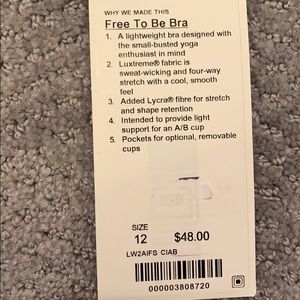 WHY WE MADE THIS
Free To Be Bra
1. A lightweight bra designed with
the small-busted yoga
enthusiast in mind
2. Luxtreme® fabric is
sweat-wicking and four-way
stretch with a cool, smooth
feel
3. Added Lycra® fibre for stretch
and shape retention
4. Intended to provide light
support for an A/B cup
5. Pockets for optional, removable
cups
SIZE
12 $48.00
LW2AIFS CIAB
000003808720